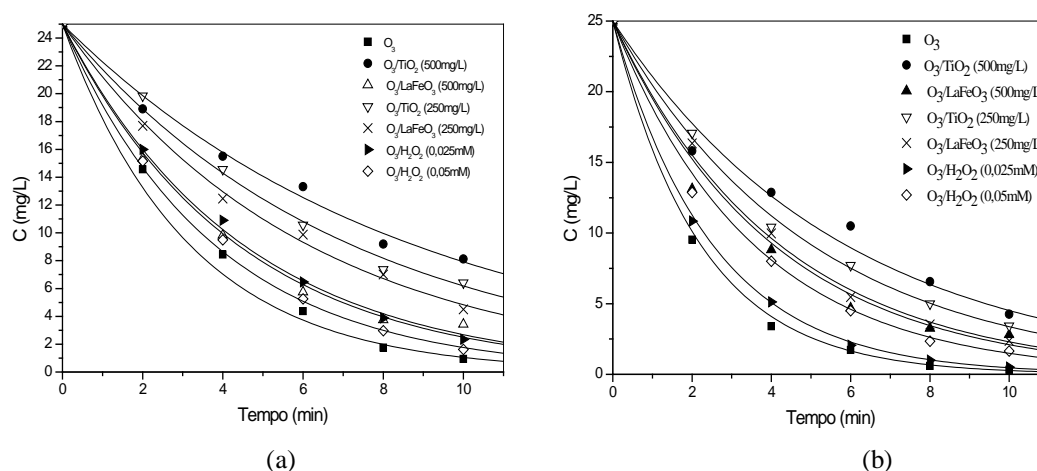 24
22
20
18
16
14
12
10
8
6
4
2
0
C (mg/L)
0 2 4 6 8 10
Tempo (min)
O3
O3/TiO2 (500mg/L)
O3/LaFeO3 (500mg/L)
O3/TiO2 (250mg/L)
O3/LaFeO3 (250mg/L)
O3/H2O2 (0,025mM)
O3/H2O2 (0,05mM)
(a)
25
20
15
10
5
0
C (mg/L)
0 2 4 6 8 10
Tempo (min)
O3
O3/TiO2 (500mg/L)
O3/LaFeO3 (500mg/L)
O3/TiO2 (250mg/L)
O3/LaFeO3 (250mg/L
O3/H2O2 (0,025mM)
O3/H2O2 (0,05mM)
(b)